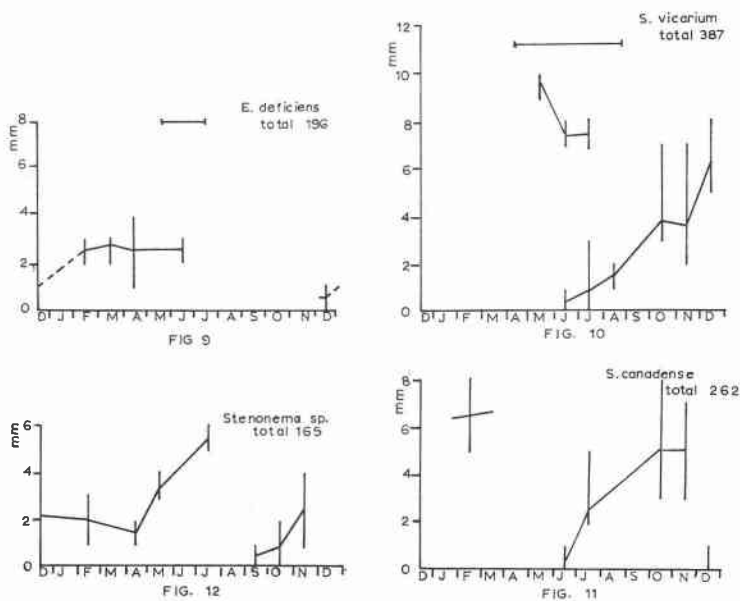 E. deficiens
total 196
8
6
4
2
0
mm
D J F M A M J J A S O N D
FIG 9
S. vicarium
total 387
12
10
8
6
4
2
0
mm
D J F M A M J J A S O N D
FIG. 10
Stenonema sp.
total 165
6
4
2
0
mm
D J F M A M J J A S O N D
FIG. 12
S. canadense
total 262
8
6
4
2
0
mm
D J F M A M J J A S O N D
FIG. 11